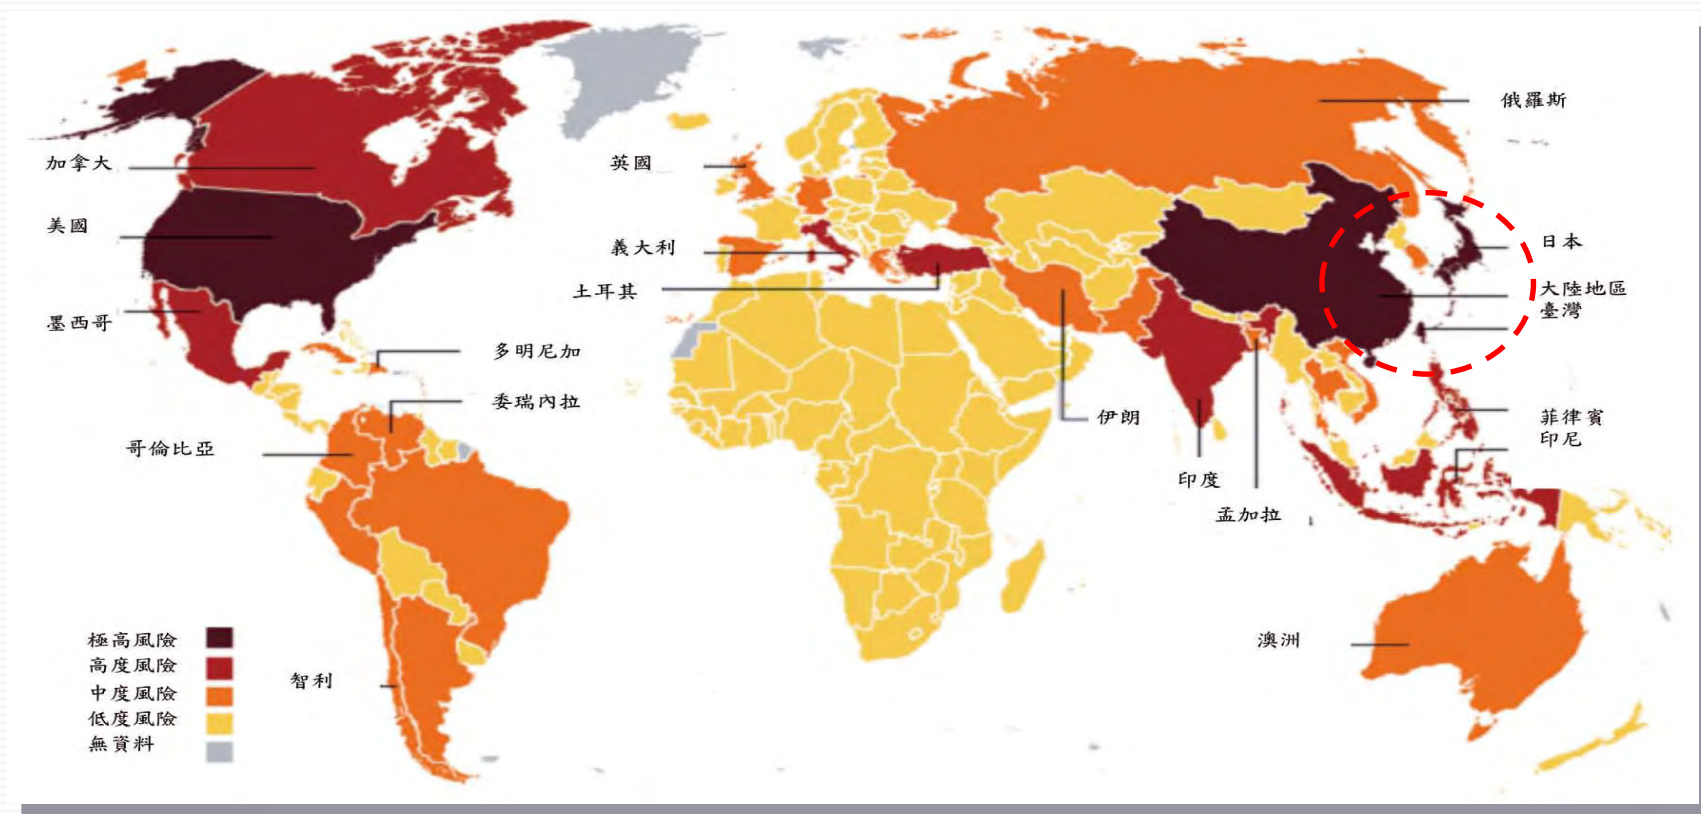 俄羅斯
加拿大
英國
美國
義大利
日本
土耳其
大陸地區
臺灣
墨西哥
多明尼加
委瑞內拉
伊朗
菲律賓
印尼
哥倫比亞
印度
孟加拉
極高風險
高度風險
中度風險
低度風險
無資料
智利
澳洲